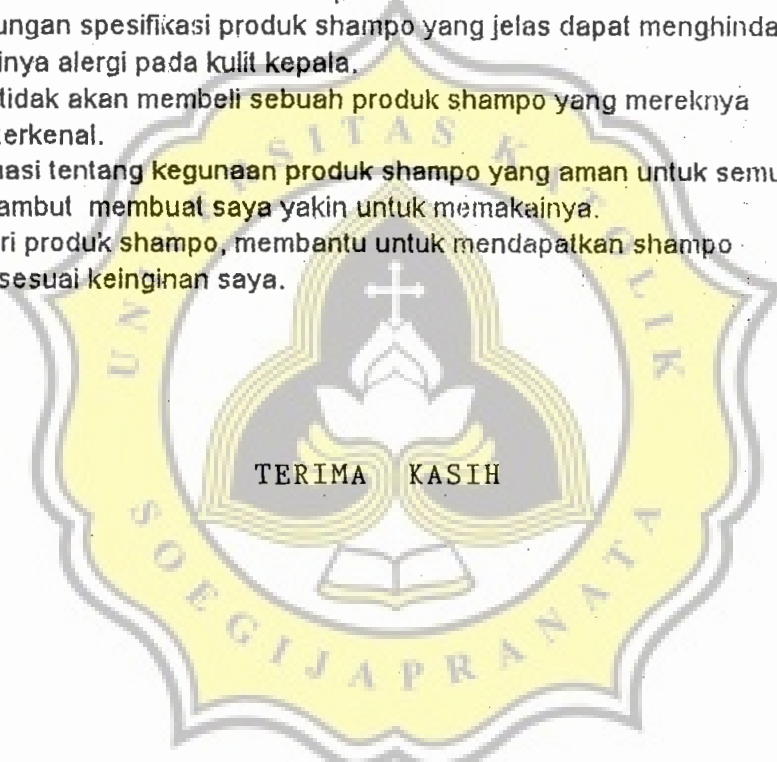 ungan spesifikasi produk shampo yang jelas dapat menghinda
inya alergi pada kulit kepala.
tidak akan membeli sebuah produk shampo yang mereknya
terkenal.
nasi tentang kegunaan produk shampo yang aman untuk semu
ambut membuat saya yakin untuk memakainya.
ri produk shampo, membantu untuk mendapatkan shampo
sesuai keinginan saya.
TERIMA KASIH
UNIVERSITAS KATOLIK
SOEGIJAPRANATA